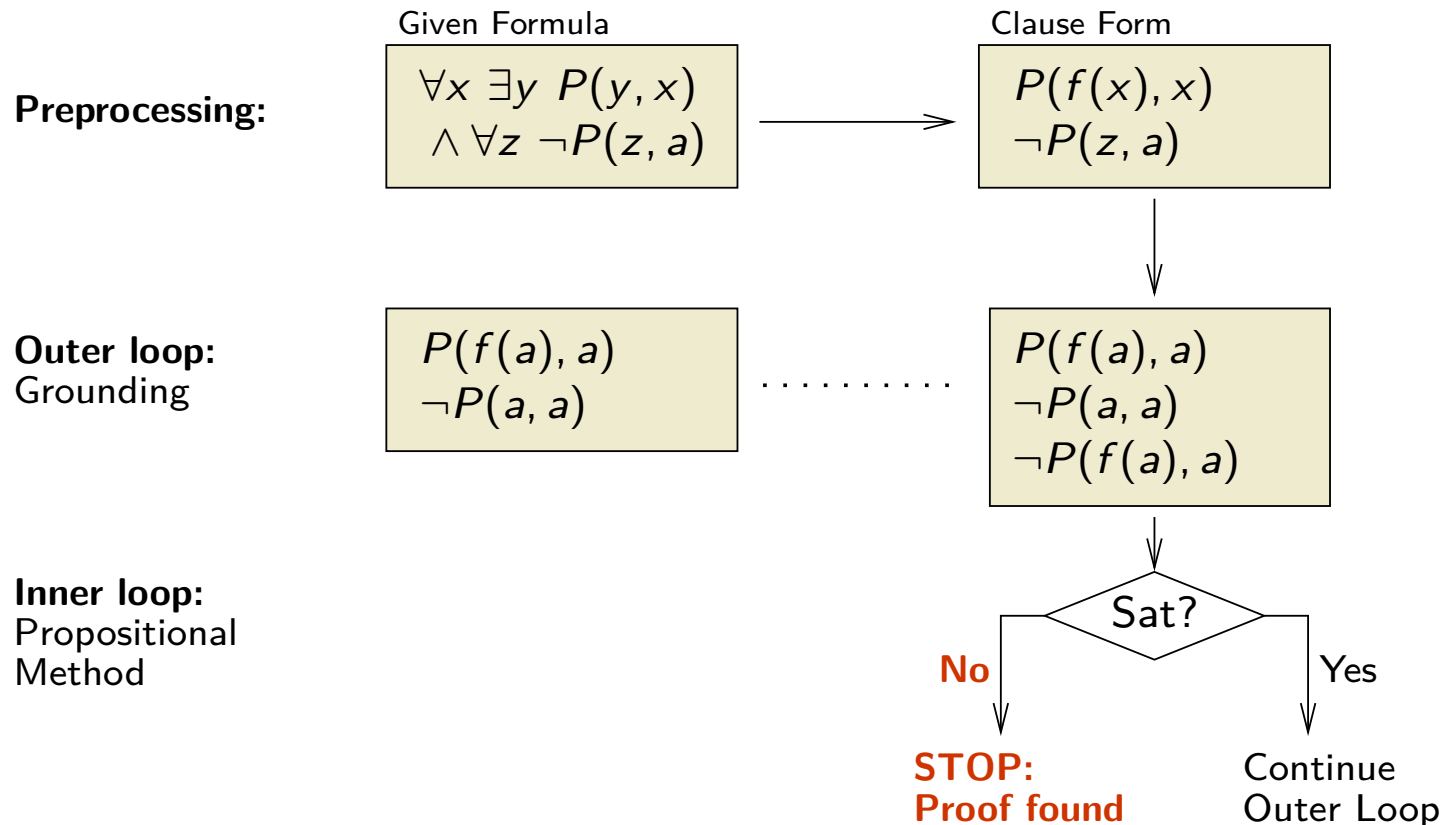 Given Formula
Clause Form
Preprocessing:
∀x ∃y P(y, x)
∧ ∀z ¬P(z, a)
P(f(x), x)
¬P(z, a)
Outer loop:
Grounding
P(f(a), a)
¬P(a, a)
. . . . . . . . . .
P(f(a), a)
¬P(a, a)
¬P(f(a), a)
Inner loop:
Propositional
Method
Sat?
No
Yes
STOP:
Proof found
Continue
Outer Loop